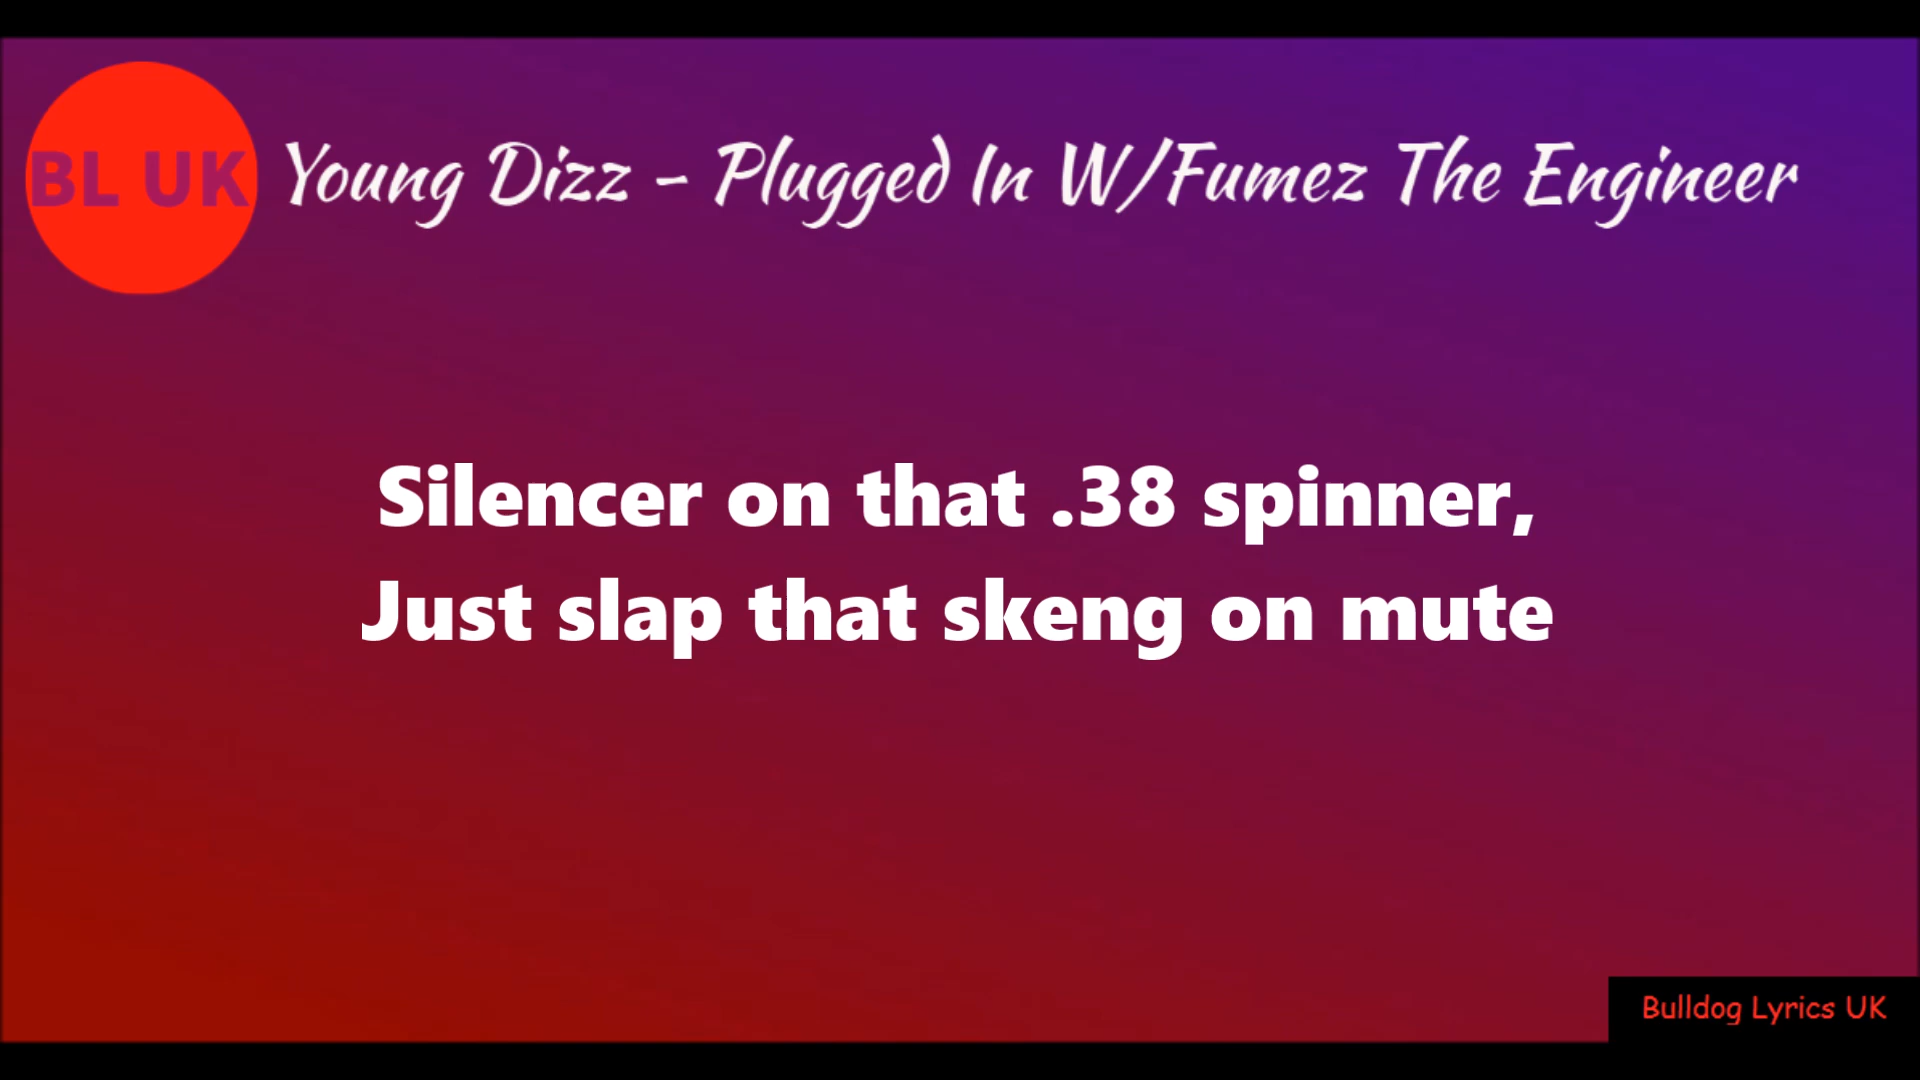 BL UK
Young Dizz - Plugged In W/Fumez The Engineer
Silencer on that .38 spinner,
Just slap that skeng on mute
Bulldog Lyrics UK